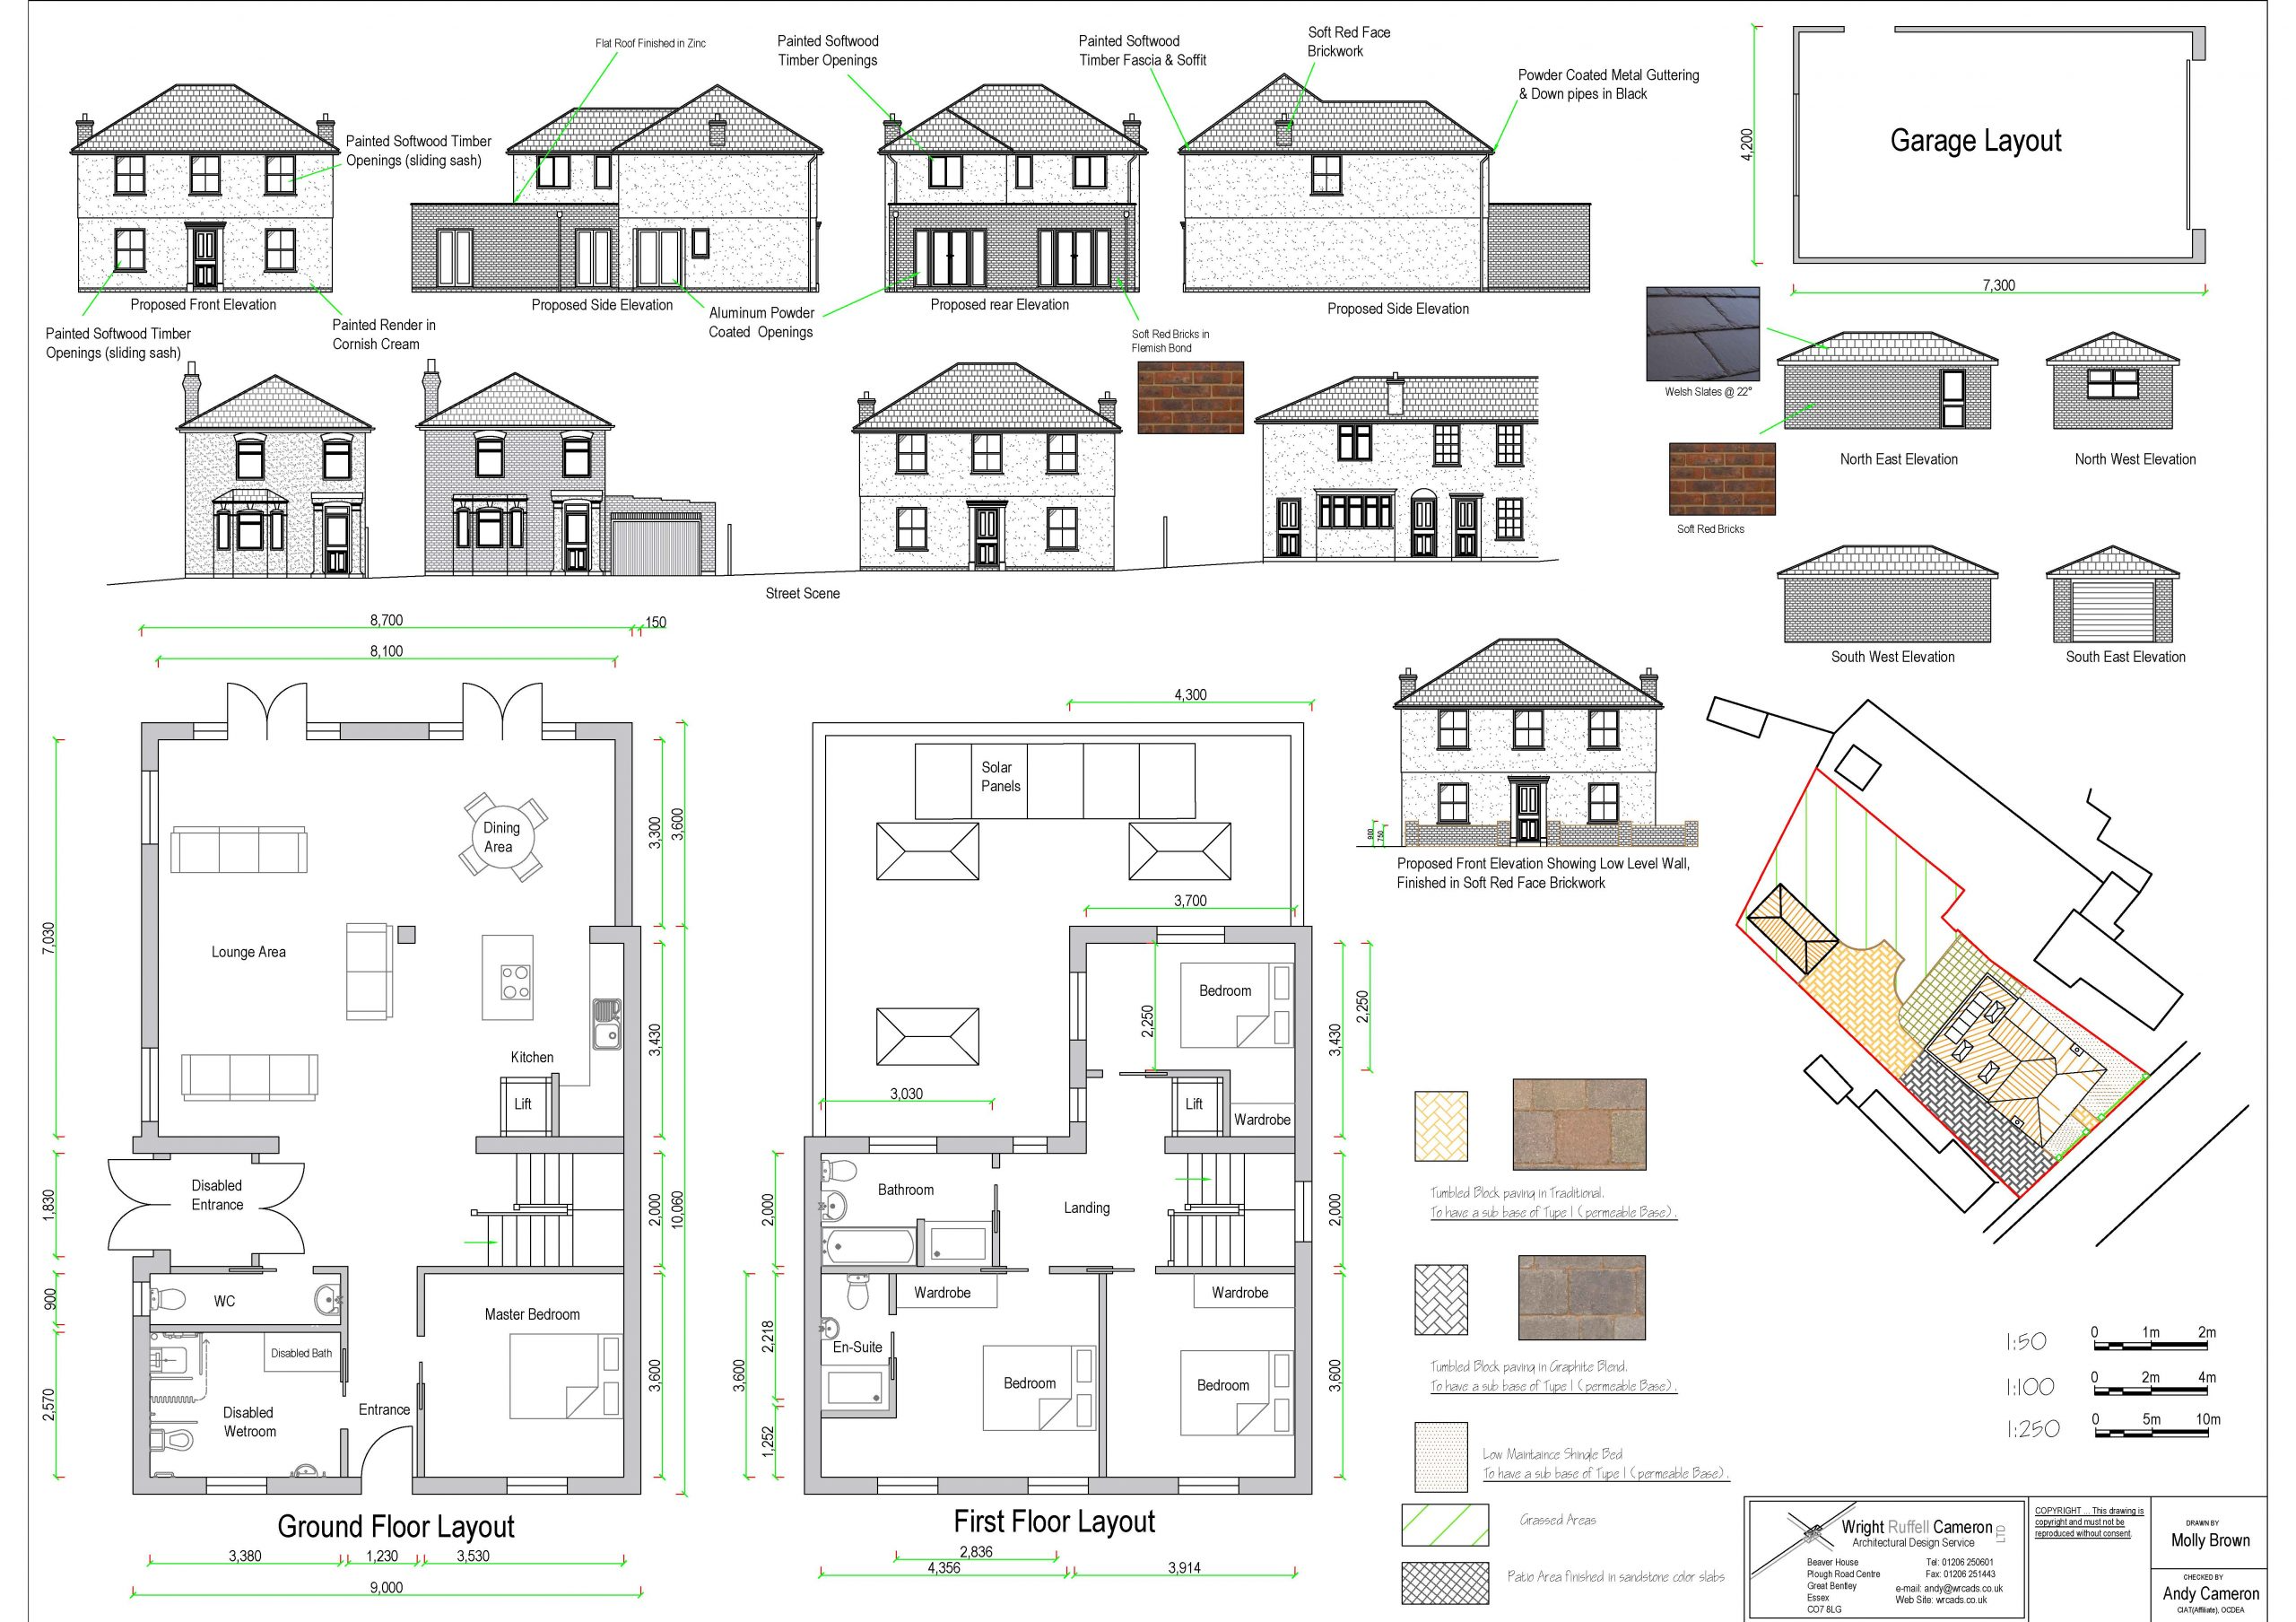 Flat Roof Finished in Zinc
Painted Softwood
Timber Openings
Painted Softwood
Timber Fascia & Soffit
Soft Red Face
Brickwork
Powder Coated Metal Guttering
& Down pipes in Black
Painted Softwood Timber
Openings (sliding sash)
4,200
Garage Layout
7,300
Proposed Front Elevation
Proposed Side Elevation
Proposed rear Elevation
Proposed Side Elevation
Painted Softwood Timber
Openings (sliding sash)
Painted Render in
Cornish Cream
Aluminum Powder
Coated Openings
Soft Red Bricks in
Flemish Bond
Welsh Slates @ 22°
Soft Red Bricks
North East Elevation
North West Elevation
South West Elevation
South East Elevation
Street Scene
8,700
150
8,100
7,030
1,830
900
2,570
3,300
3,600
3,430
2,000
10,060
3,600
Dining
Area
Lounge Area
Kitchen
Lift
Disabled
Entrance
WC
Disabled Bath
Master Bedroom
Disabled
Wetroom
Entrance
Ground Floor Layout
3,380
1,230
3,530
9,000
4,300
Solar
Panels
3,700
Bedroom
2,250
3,430
2,250
3,030
Lift
Wardrobe
Bathroom
Landing
2,000
2,000
Wardrobe
Wardrobe
En-Suite
Bedroom
Bedroom
3,600
2,218
1,252
3,600
First Floor Layout
2,836
4,356
3,914
900
750
Proposed Front Elevation Showing Low Level Wall,
Finished in Soft Red Face Brickwork
Tumbled Block paving in Traditional.
To have a sub base of Type 1 ( permeable Base) .
Tumbled Block paving in Graphite Blend.
To have a sub base of Type 1 ( permeable Base) .
Low Maintaince Shingle Bed
To have a sub base of Type 1 ( permeable Base) .
Grassed Areas
Patio Area finished in sandstone color slabs
1:50 0 1m 2m
1:100 0 2m 4m
1:250 0 5m 10m
Wright Ruffell Cameron LTD
Architectural Design Service
Beaver House
Plough Road Centre
Great Bentley
Essex
CO7 8LG
Tel: 01206 250601
Fax: 01206 251443
e-mail: andy@wrcads.co.uk
Web Site: wrcads.co.uk
COPYRIGHT ... This drawing is
copyright and must not be
reproduced without consent.
DRAWN BY
Molly Brown
CHECKED BY
Andy Cameron
CIAT(Affiliate), OCDEA